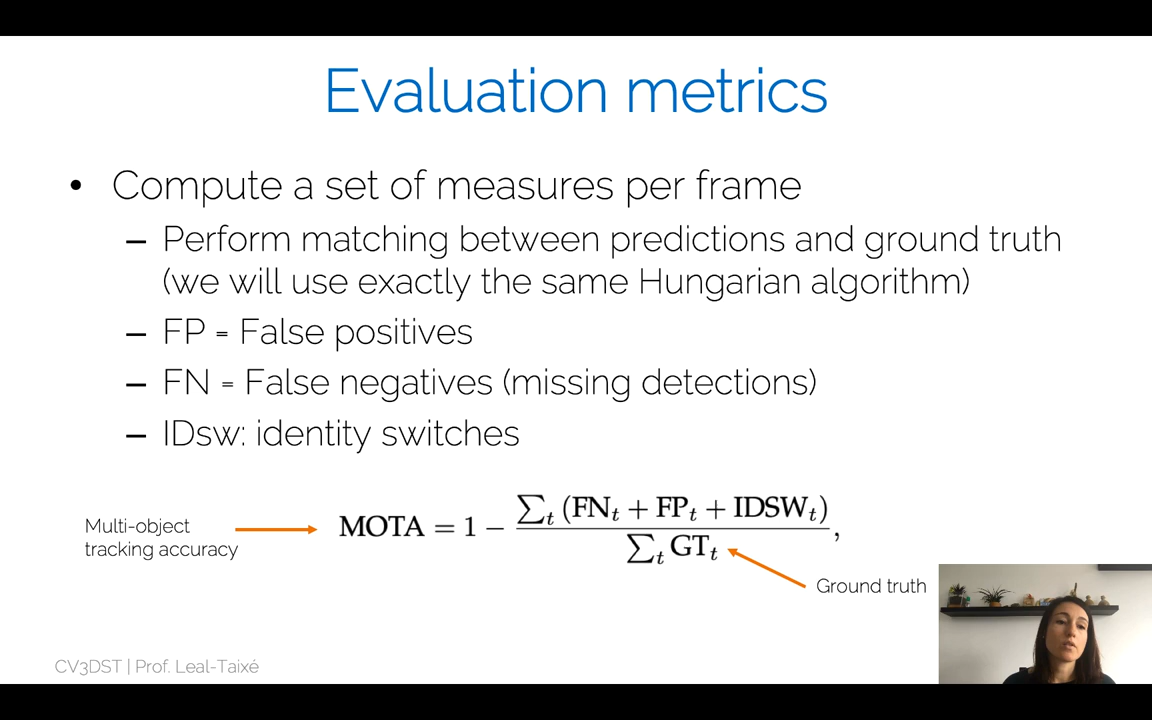 Evaluation metrics
• Compute a set of measures per frame
– Perform matching between predictions and ground truth
(we will use exactly the same Hungarian algorithm)
– FP = False positives
– FN = False negatives (missing detections)
– IDsw: identity switches
Multi-object
tracking accuracy
MOTA = 1 − ∑t (FNt + FPt + IDSWt) / ∑t GTt ,
Ground truth
CV3DST | Prof. Leal-Taixé